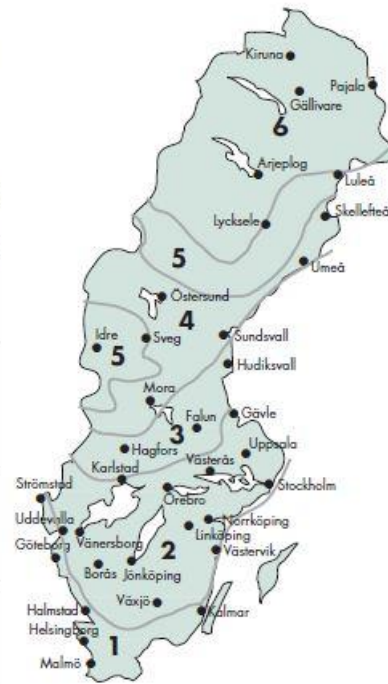 Kiruna
Pajala
Gällivare
6
Arjeplog
Luleå
Lycksele
Skellefteå
5
Umeå
Östersund
4
Idre
5
Sveg
Sundsvall
Hudiksvall
Mora
Falun
Gävle
3
Hagfors
Uppsala
Karlstad
Västerås
Strömstad
Örebro
Stockholm
Uddevalla
Norrköping
Linköping
Göteborg
Vänersborg
2
Västervik
Borås
Jönköping
Växjö
Halmstad
Kalmar
Helsingborg
1
Malmö